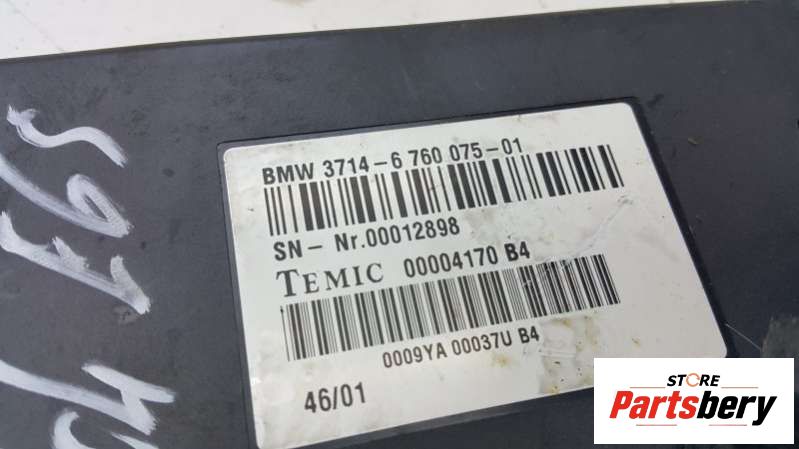 BMW 3714-6 760 075-01
SN- Nr.00012898
TEMIC 00004170 B4
0009YA 00037U B4
46/01
STORE
Partsbery